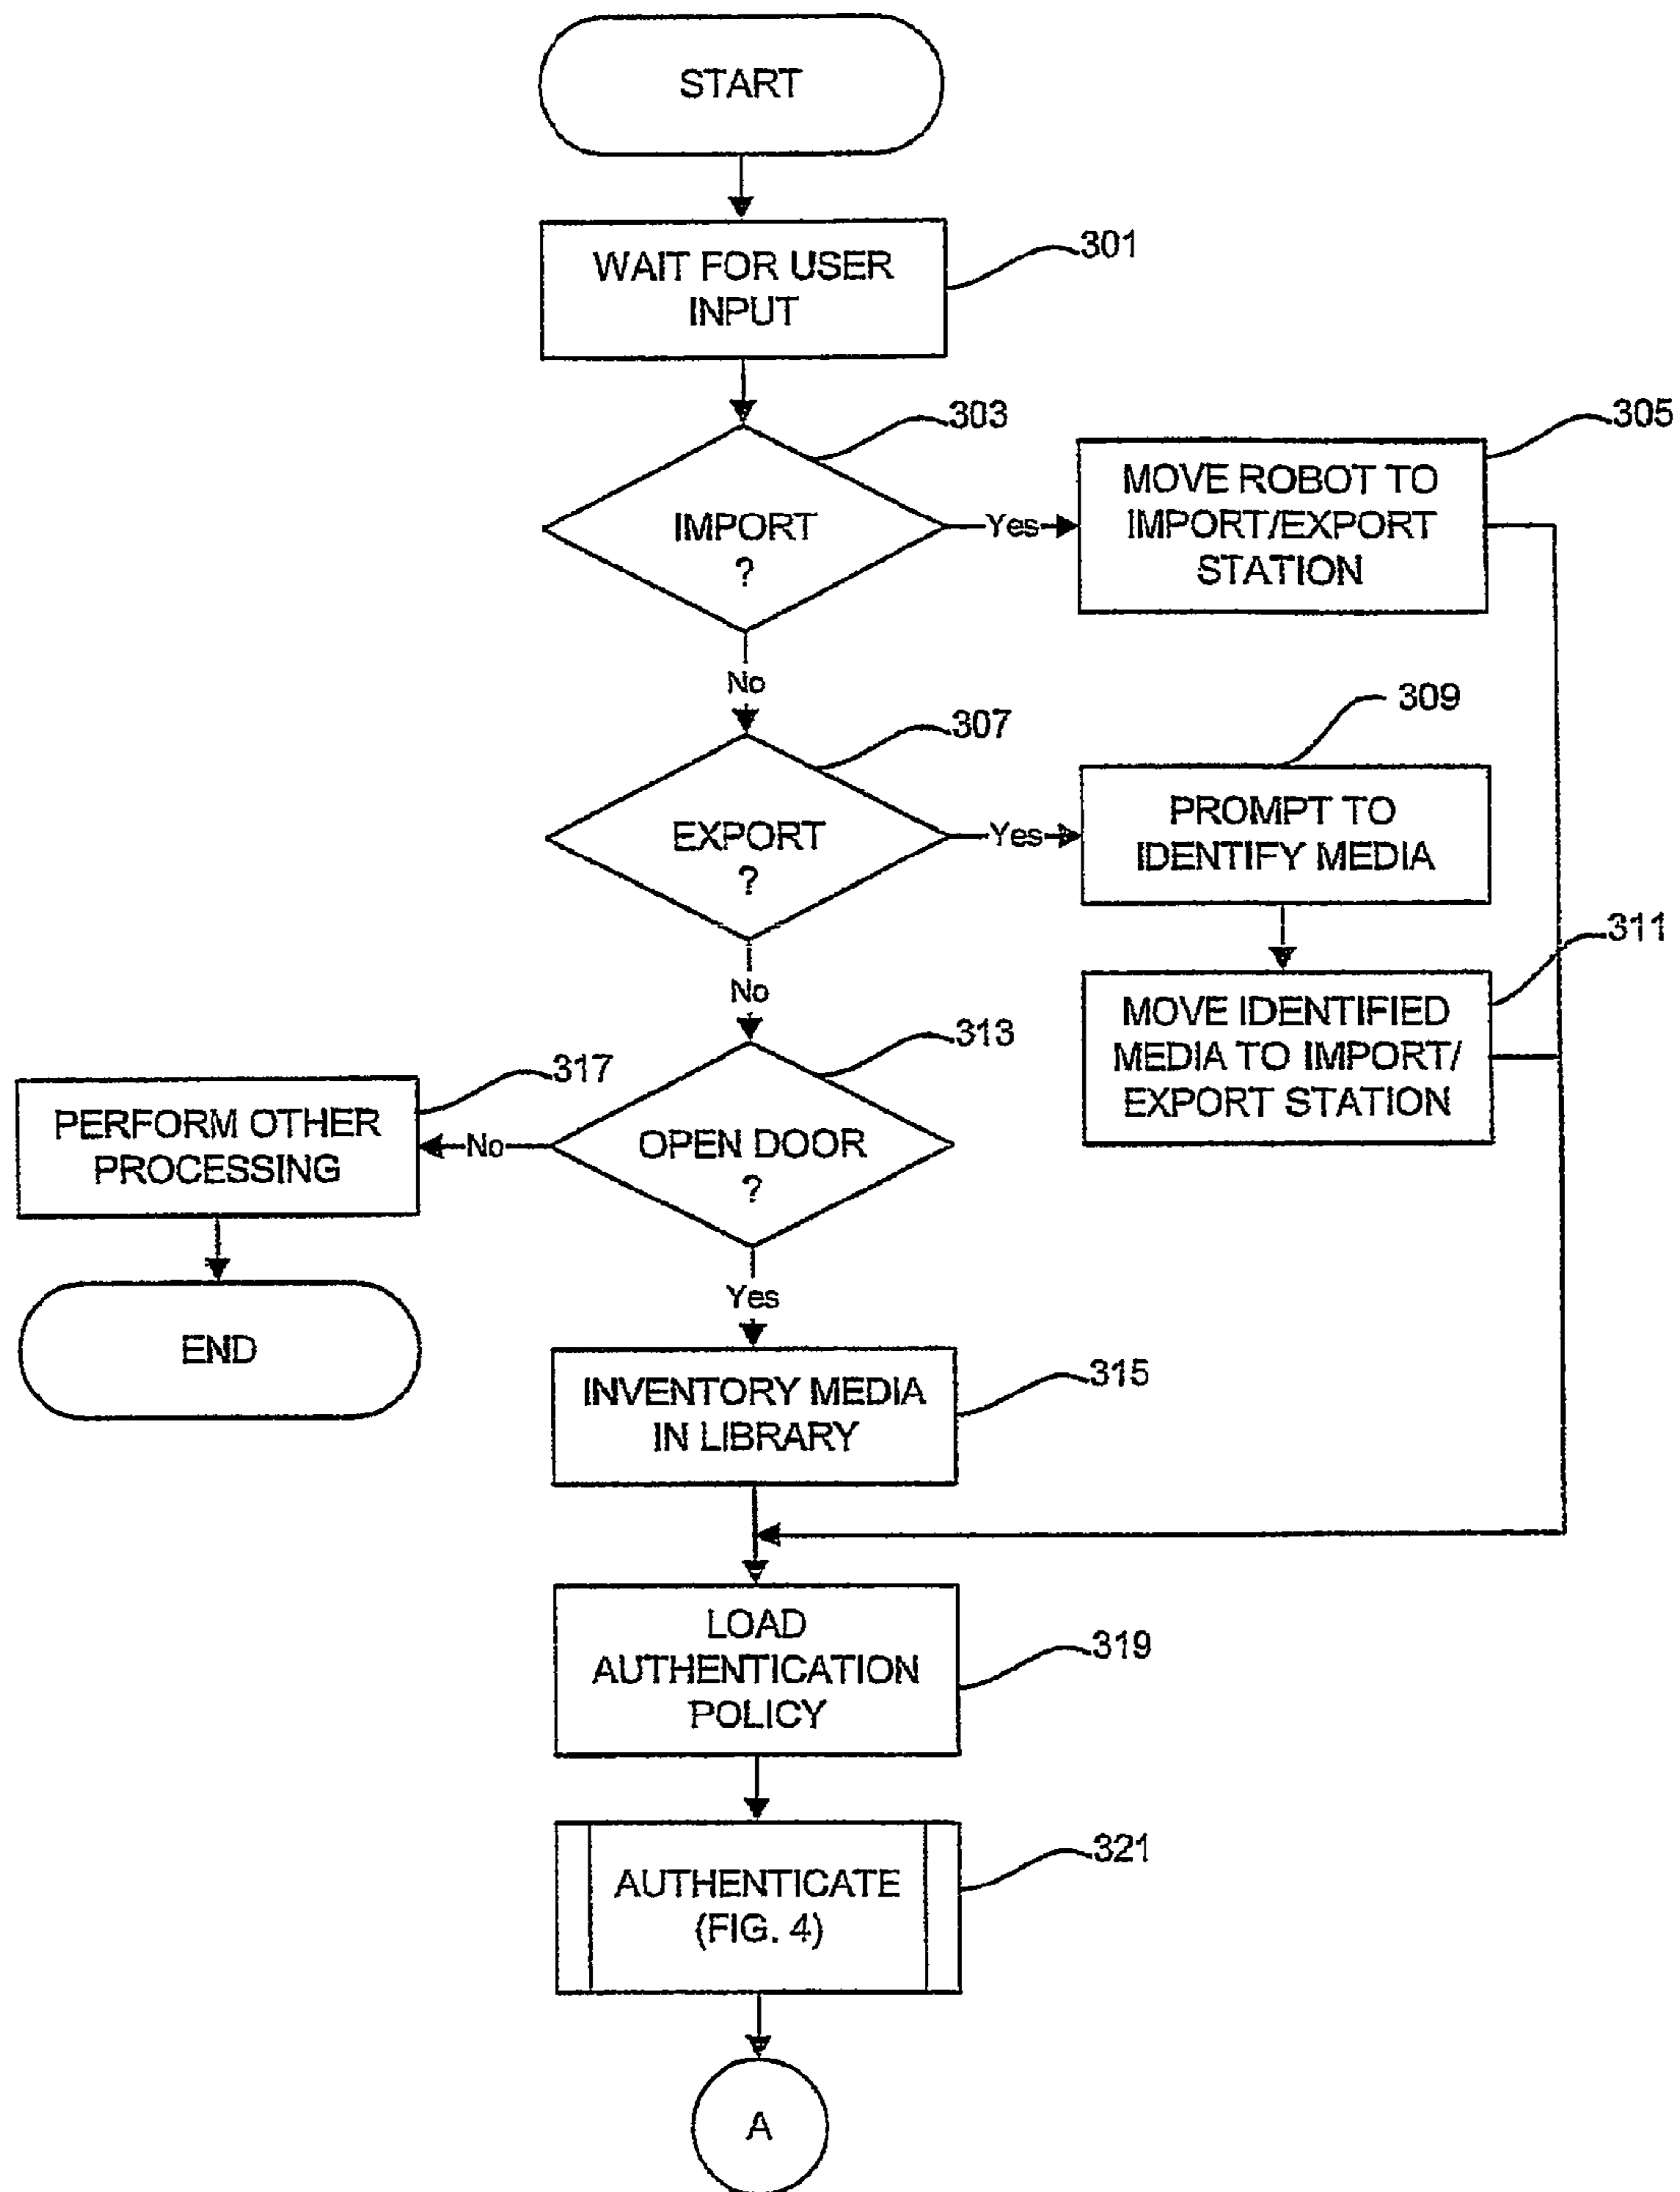 START
301
WAIT FOR USER
INPUT
303
IMPORT
?
Yes
305
MOVE ROBOT TO
IMPORT/EXPORT
STATION
No
307
EXPORT
?
Yes
309
PROMPT TO
IDENTIFY MEDIA
No
311
MOVE IDENTIFIED
MEDIA TO IMPORT/
EXPORT STATION
313
OPEN DOOR
?
No
317
PERFORM OTHER
PROCESSING
END
Yes
315
INVENTORY MEDIA
IN LIBRARY
319
LOAD
AUTHENTICATION
POLICY
321
AUTHENTICATE
(FIG. 4)
A